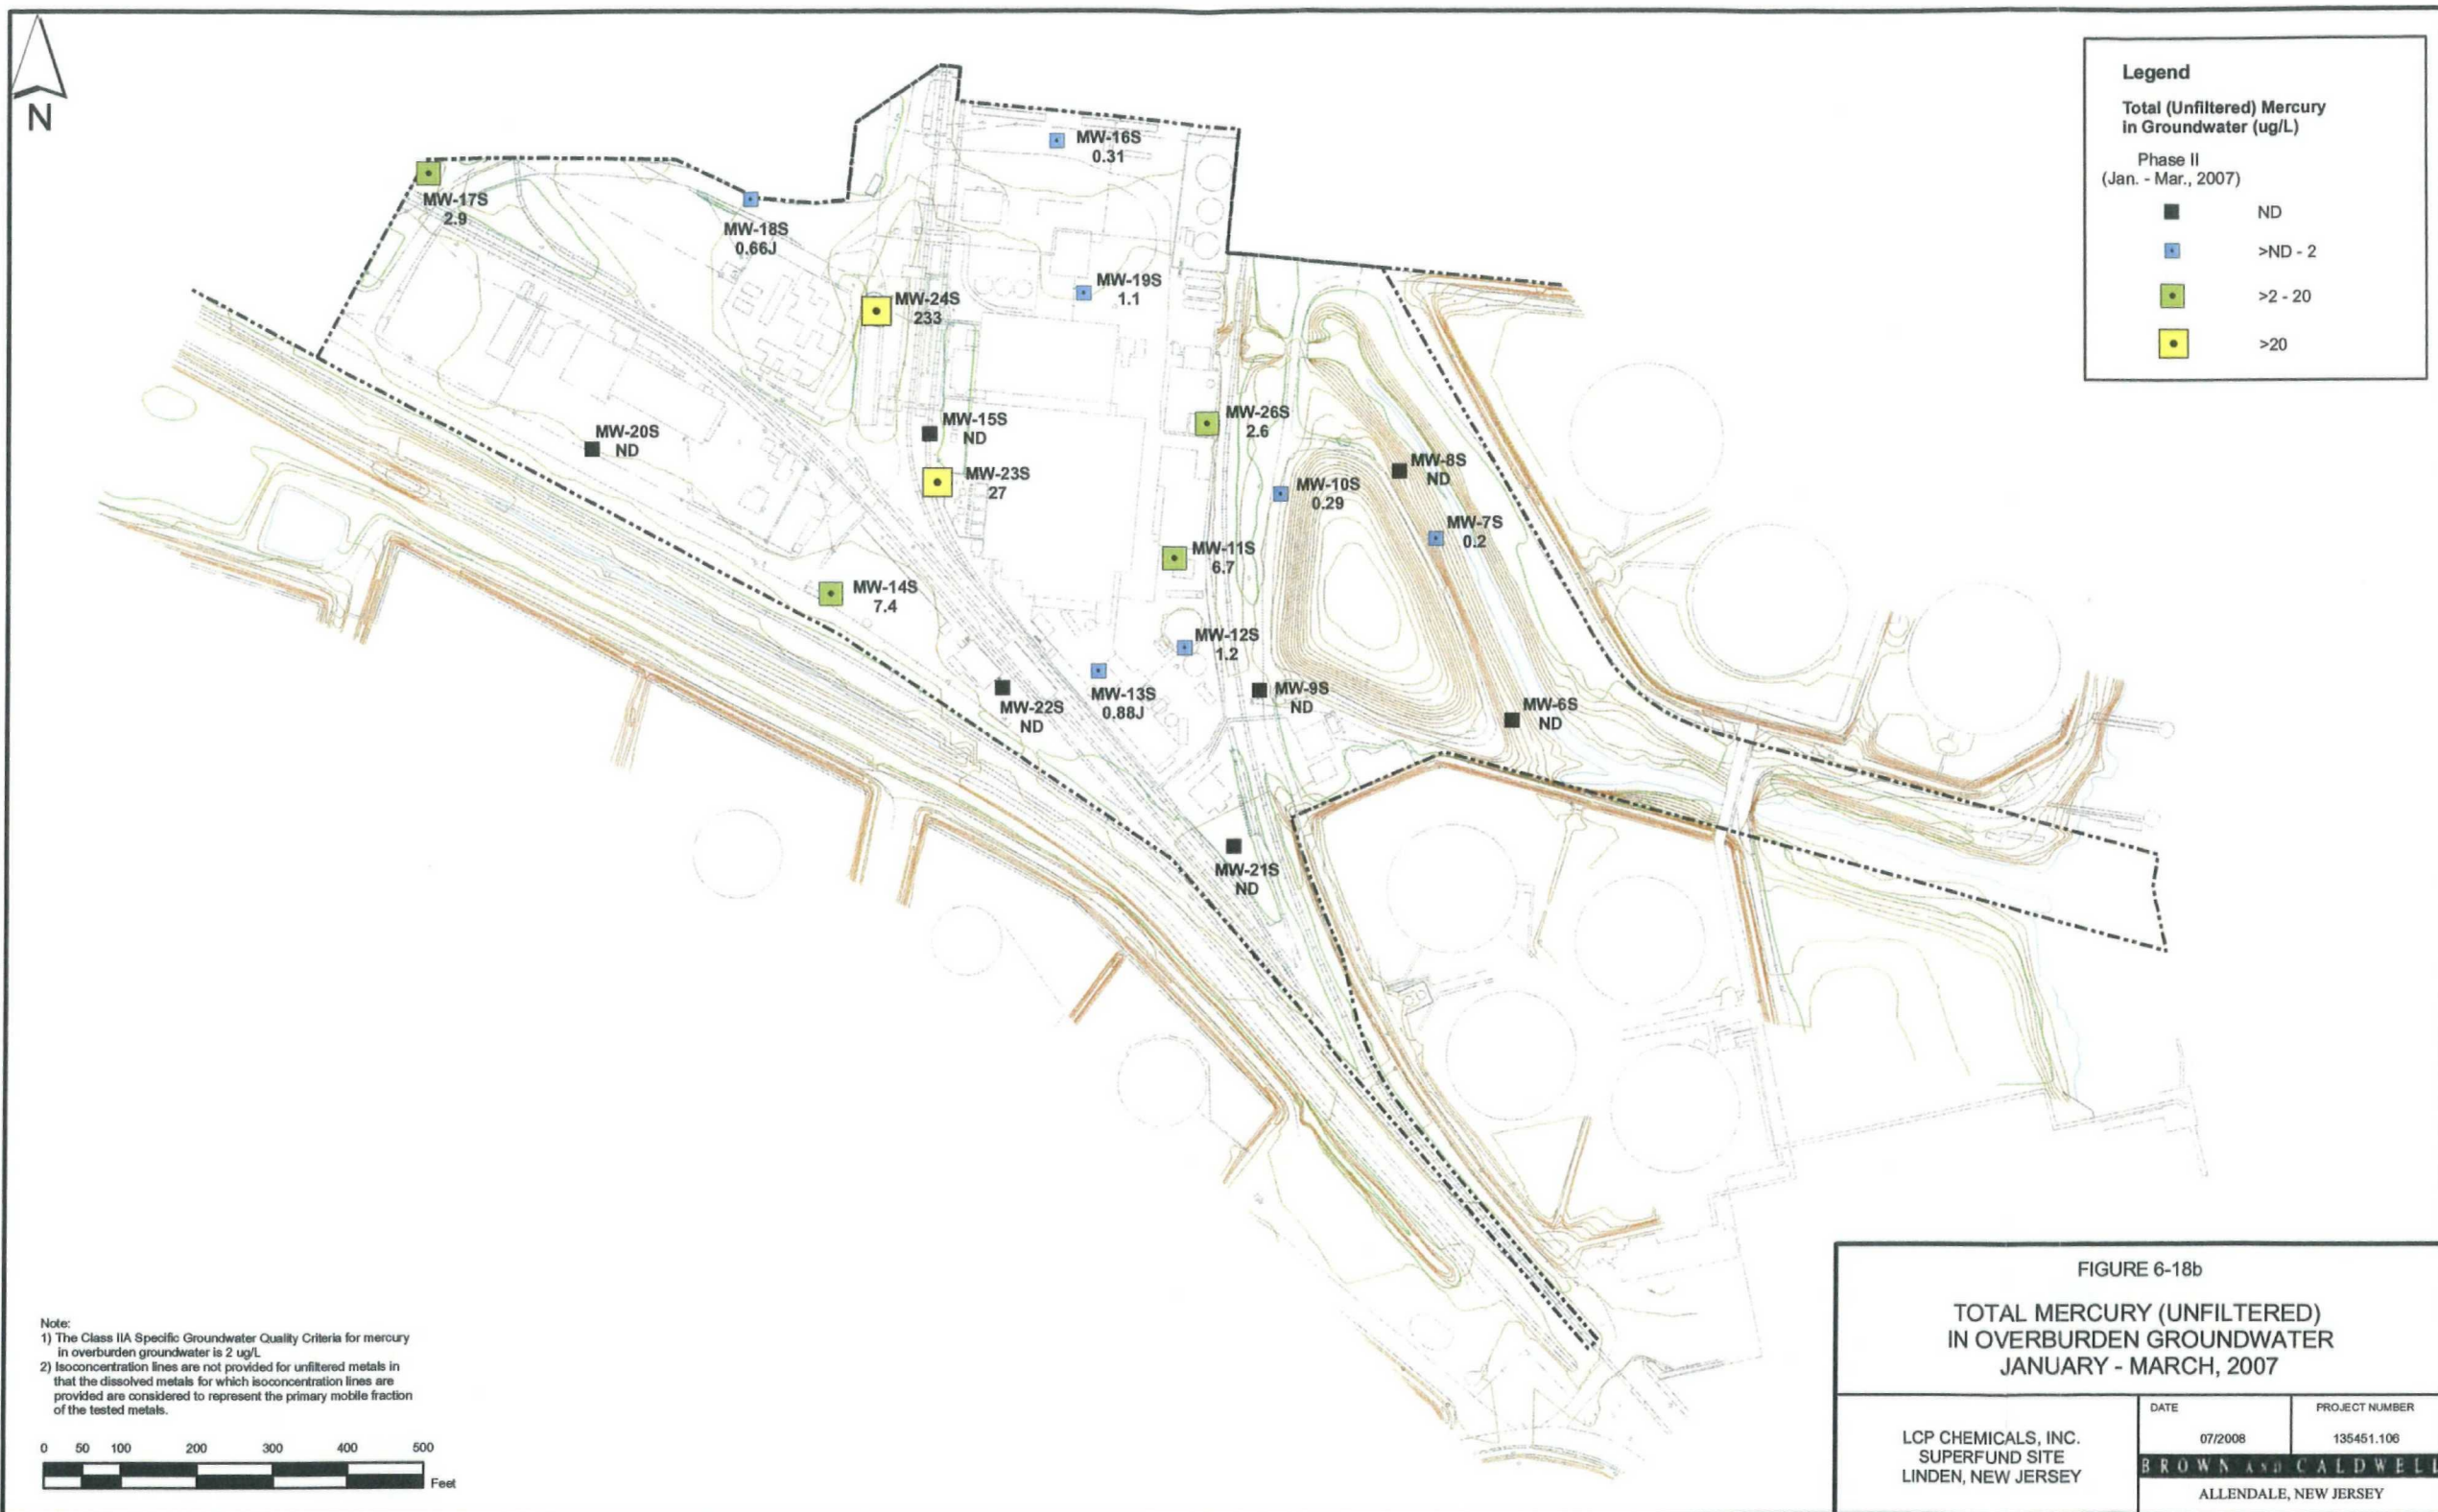 N
Legend
Total (Unfiltered) Mercury
in Groundwater (ug/L)
Phase II
(Jan. - Mar., 2007)
ND
>ND - 2
>2 - 20
>20
MW-16S
0.31
MW-17S
2.9
MW-18S
0.66J
MW-19S
1.1
MW-24S
233
MW-15S
ND
MW-20S
ND
MW-26S
2.6
MW-23S
27
MW-8S
ND
MW-10S
0.29
MW-7S
0.2
MW-11S
6.7
MW-14S
7.4
MW-12S
1.2
MW-13S
0.88J
MW-22S
ND
MW-9S
ND
MW-6S
ND
MW-21S
ND
Note:
1) The Class IIA Specific Groundwater Quality Criteria for mercury
in overburden groundwater is 2 ug/L
2) Isoconcentration lines are not provided for unfiltered metals in
that the dissolved metals for which isoconcentration lines are
provided are considered to represent the primary mobile fraction
of the tested metals.
0 50 100 200 300 400 500
Feet
FIGURE 6-18b
TOTAL MERCURY (UNFILTERED)
IN OVERBURDEN GROUNDWATER
JANUARY - MARCH, 2007
LCP CHEMICALS, INC.
SUPERFUND SITE
LINDEN, NEW JERSEY
DATE
07/2008
PROJECT NUMBER
135451.106
BROWN AND CALDWELL
ALLENDALE, NEW JERSEY